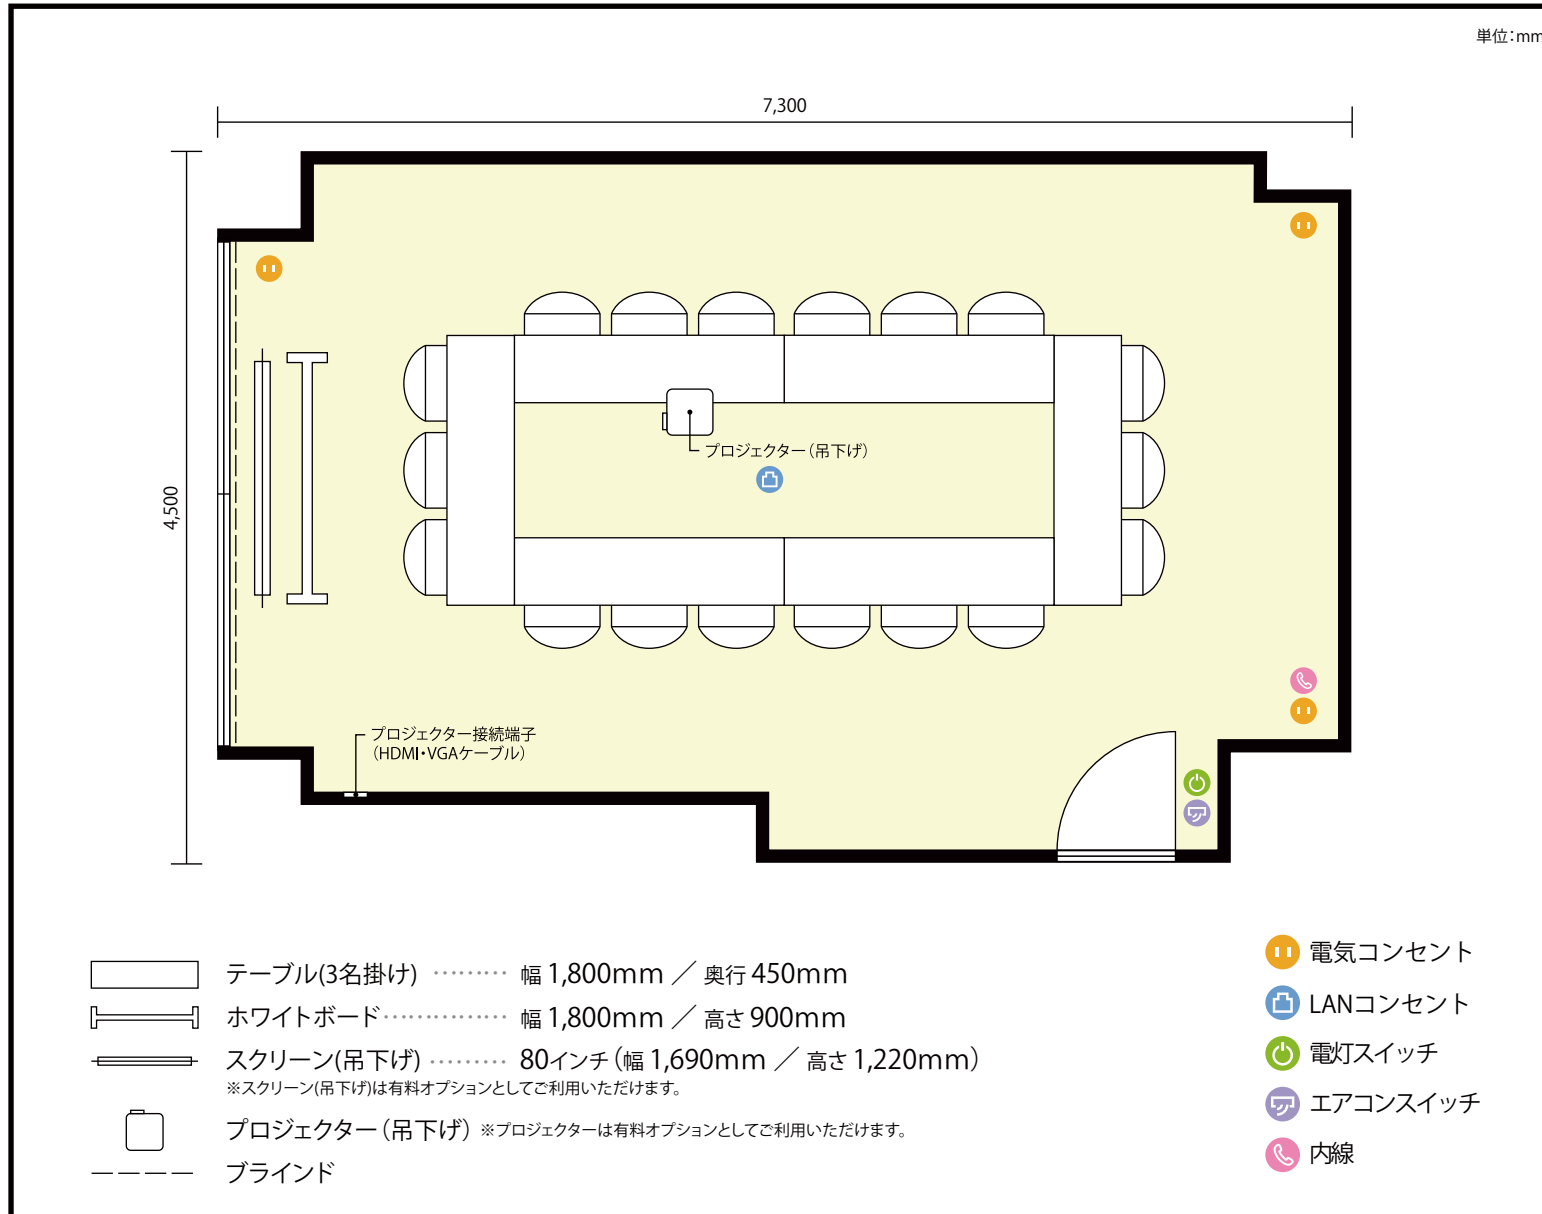 単位：mm
7,300
4,500
プロジェクター（吊下げ）
プロジェクター接続端子
（HDMI・VGAケーブル）
テーブル(3名掛け) ……… 幅 1,800mm ／ 奥行 450mm
ホワイトボード…………… 幅 1,800mm ／ 高さ 900mm
スクリーン(吊下げ) ……… 80インチ（幅 1,690mm ／ 高さ 1,220mm）
※スクリーン(吊下げ)は有料オプションとしてご利用いただけます。
プロジェクター（吊下げ） ※プロジェクターは有料オプションとしてご利用いただけます。
ブラインド
電気コンセント
LANコンセント
電灯スイッチ
エアコンスイッチ
内線